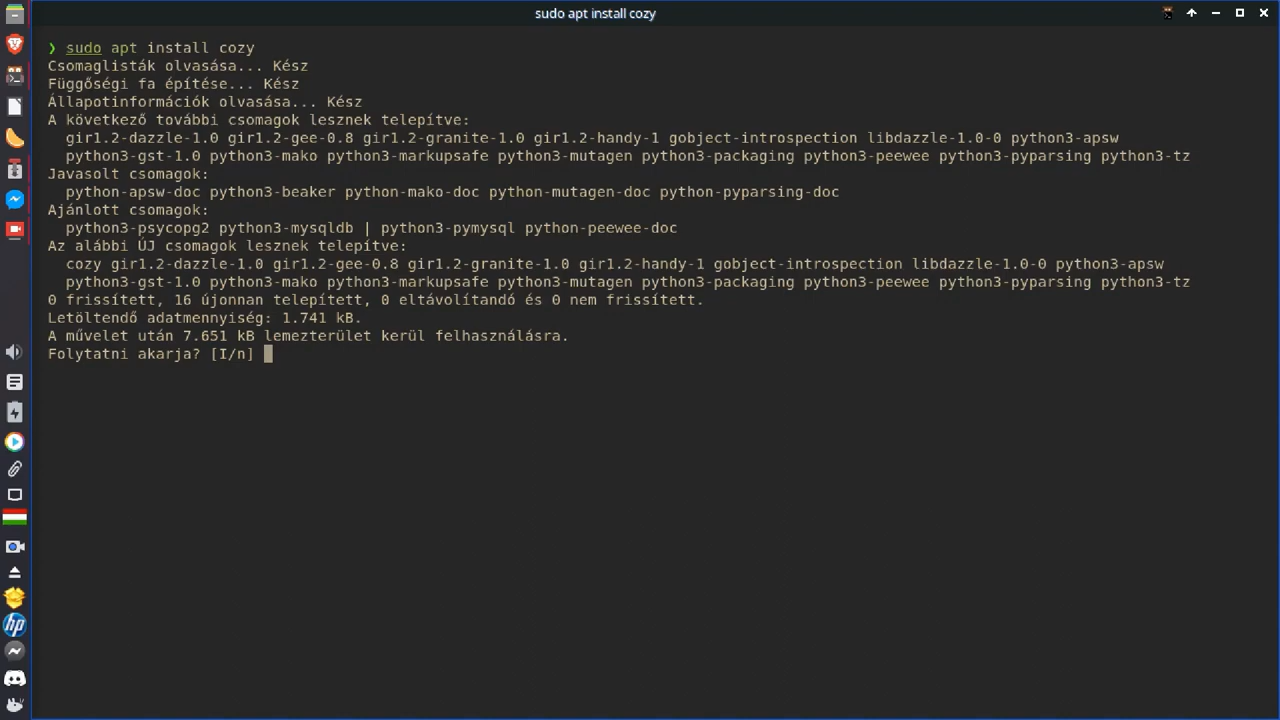 sudo apt install cozy
❯ sudo apt install cozy
Csomaglisták olvasása... Kész
Függőségi fa építése... Kész
Állapotinformációk olvasása... Kész
A következő további csomagok lesznek telepítve:
gir1.2-dazzle-1.0 gir1.2-gee-0.8 gir1.2-granite-1.0 gir1.2-handy-1 gobject-introspection libdazzle-1.0-0 python3-apsw
python3-gst-1.0 python3-mako python3-markupsafe python3-mutagen python3-packaging python3-peewee python3-pyparsing python3-tz
Javasolt csomagok:
python-apsw-doc python3-beaker python-mako-doc python-mutagen-doc python-pyparsing-doc
Ajánlott csomagok:
python3-psycopg2 python3-mysqldb | python3-pymysql python-peewee-doc
Az alábbi ÚJ csomagok lesznek telepítve:
cozy gir1.2-dazzle-1.0 gir1.2-gee-0.8 gir1.2-granite-1.0 gir1.2-handy-1 gobject-introspection libdazzle-1.0-0 python3-apsw
python3-gst-1.0 python3-mako python3-markupsafe python3-mutagen python3-packaging python3-peewee python3-pyparsing python3-tz
0 frissített, 16 újonnan telepített, 0 eltávolítandó és 0 nem frissített.
Letöltendő adatmennyiség: 1.741 kB.
A művelet után 7.651 kB lemezterület kerül felhasználásra.
Folytatni akarja? [I/n]
hp